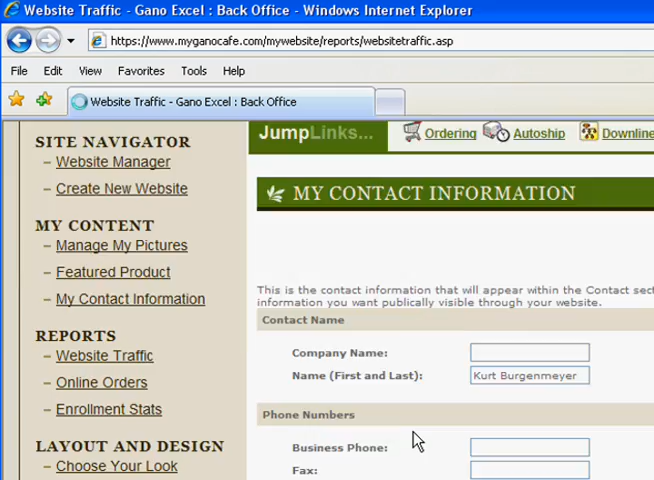 Website Traffic - Gano Excel : Back Office - Windows Internet Explorer
https://www.myganocafe.com/mywebsite/reports/websitetraffic.asp
File Edit View Favorites Tools Help
Website Traffic - Gano Excel : Back Office
JumpLinks... Ordering Autoship Downline
SITE NAVIGATOR
– Website Manager
– Create New Website
MY CONTENT
– Manage My Pictures
– Featured Product
– My Contact Information
REPORTS
– Website Traffic
– Online Orders
– Enrollment Stats
LAYOUT AND DESIGN
– Choose Your Look
MY CONTACT INFORMATION
This is the contact information that will appear within the Contact sect
information you want publically visible through your website.
Contact Name
Company Name:
Name (First and Last): Kurt Burgenmeyer
Phone Numbers
Business Phone:
Fax: